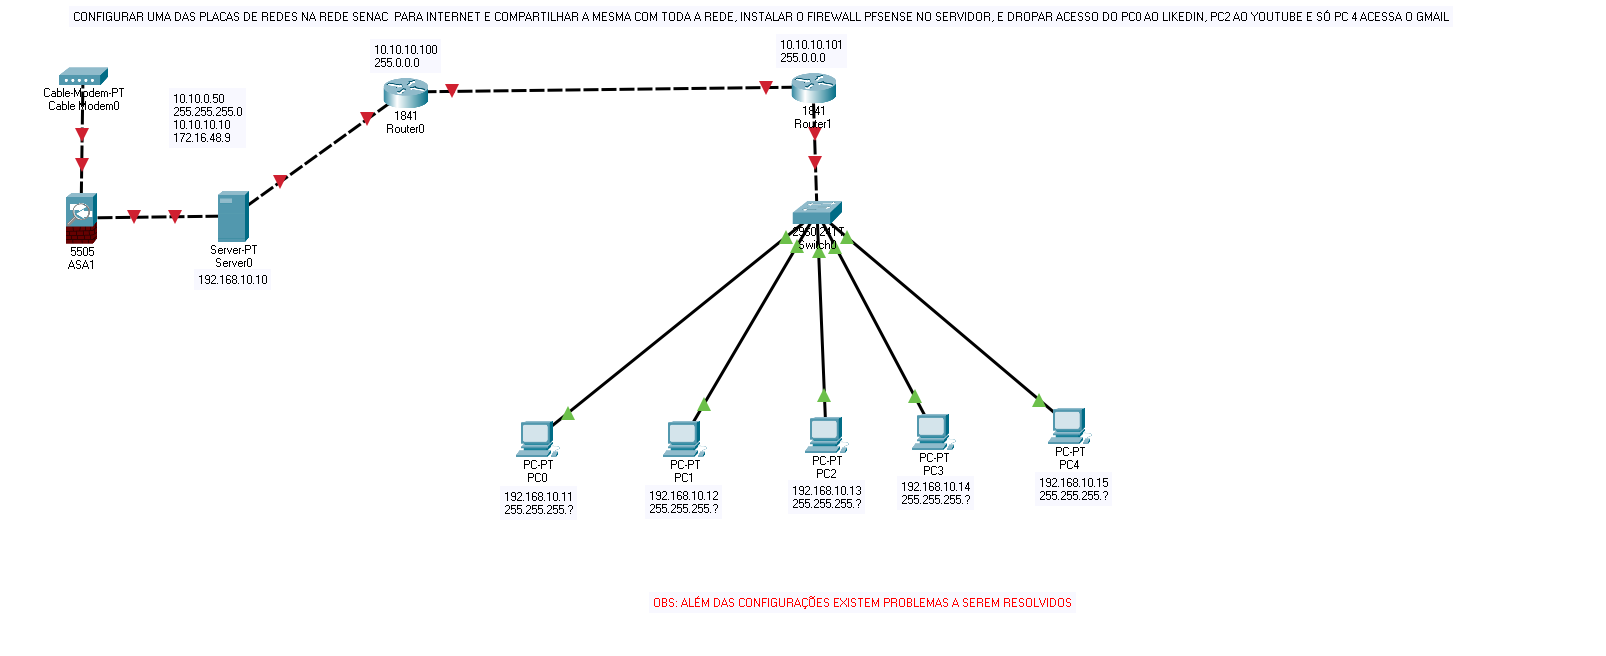 CONFIGURAR UMA DAS PLACAS DE REDES NA REDE SENAC  PARA INTERNET E COMPARTILHAR A MESMA COM TODA A REDE, INSTALAR O FIREWALL PFSENSE NO SERVIDOR, E DROPAR ACESSO DO PC0 AO LIKEDIN, PC2 AO YOUTUBE E SÓ PC 4 ACESSA O GMAIL
10.10.10.100
255.0.0.0
10.10.10.101
255.0.0.0
Cable-Modem-PT
Cable Modem0
10.10.0.50
255.255.255.0
10.10.10.10
172.16.48.9
1841
Router0
1841
Router1
5505
ASA1
Server-PT
Server0
192.168.10.10
2950-24TT
Switch0
PC-PT
PC0
192.168.10.11
255.255.255.?
PC-PT
PC1
192.168.10.12
255.255.255.?
PC-PT
PC2
192.168.10.13
255.255.255.?
PC-PT
PC3
192.168.10.14
255.255.255.?
PC-PT
PC4
192.168.10.15
255.255.255.?
OBS: ALÉM DAS CONFIGURAÇÕES EXISTEM PROBLEMAS A SEREM RESOLVIDOS